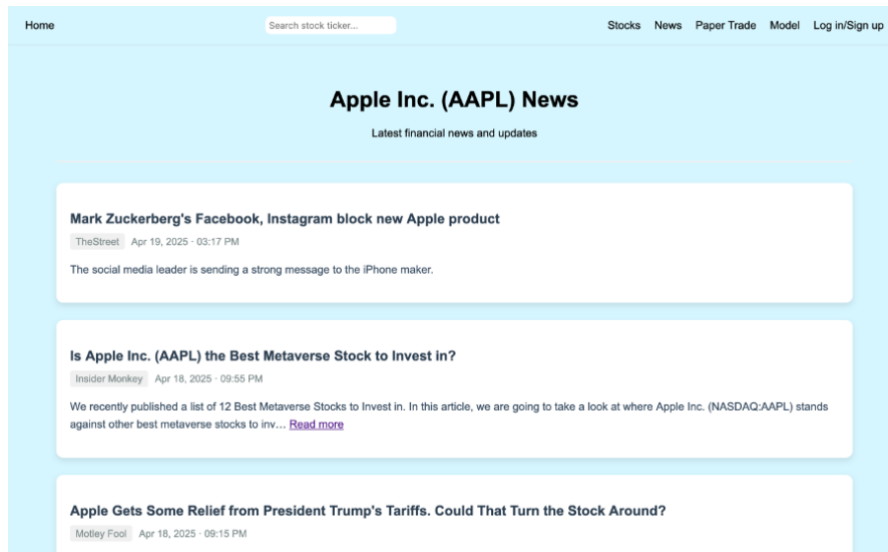 Home
Search stock ticker...
Stocks News Paper Trade Model Log in/Sign up
Apple Inc. (AAPL) News
Latest financial news and updates
Mark Zuckerberg's Facebook, Instagram block new Apple product
TheStreet Apr 19, 2025 · 03:17 PM
The social media leader is sending a strong message to the iPhone maker.
Is Apple Inc. (AAPL) the Best Metaverse Stock to Invest in?
Insider Monkey Apr 18, 2025 · 09:55 PM
We recently published a list of 12 Best Metaverse Stocks to Invest in. In this article, we are going to take a look at where Apple Inc. (NASDAQ:AAPL) stands
against other best metaverse stocks to inv... Read more
Apple Gets Some Relief from President Trump's Tariffs. Could That Turn the Stock Around?
Motley Fool Apr 18, 2025 · 09:15 PM